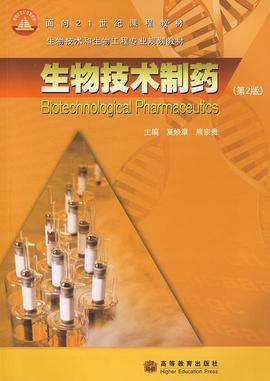 面向21世纪课程教材
生物技术和生物工程专业规划教材
生物技术制药
(第2版)
Biotechnological Pharmaceutics
主编 夏焕章 熊宗贵
高等教育出版社
Higher Education Press